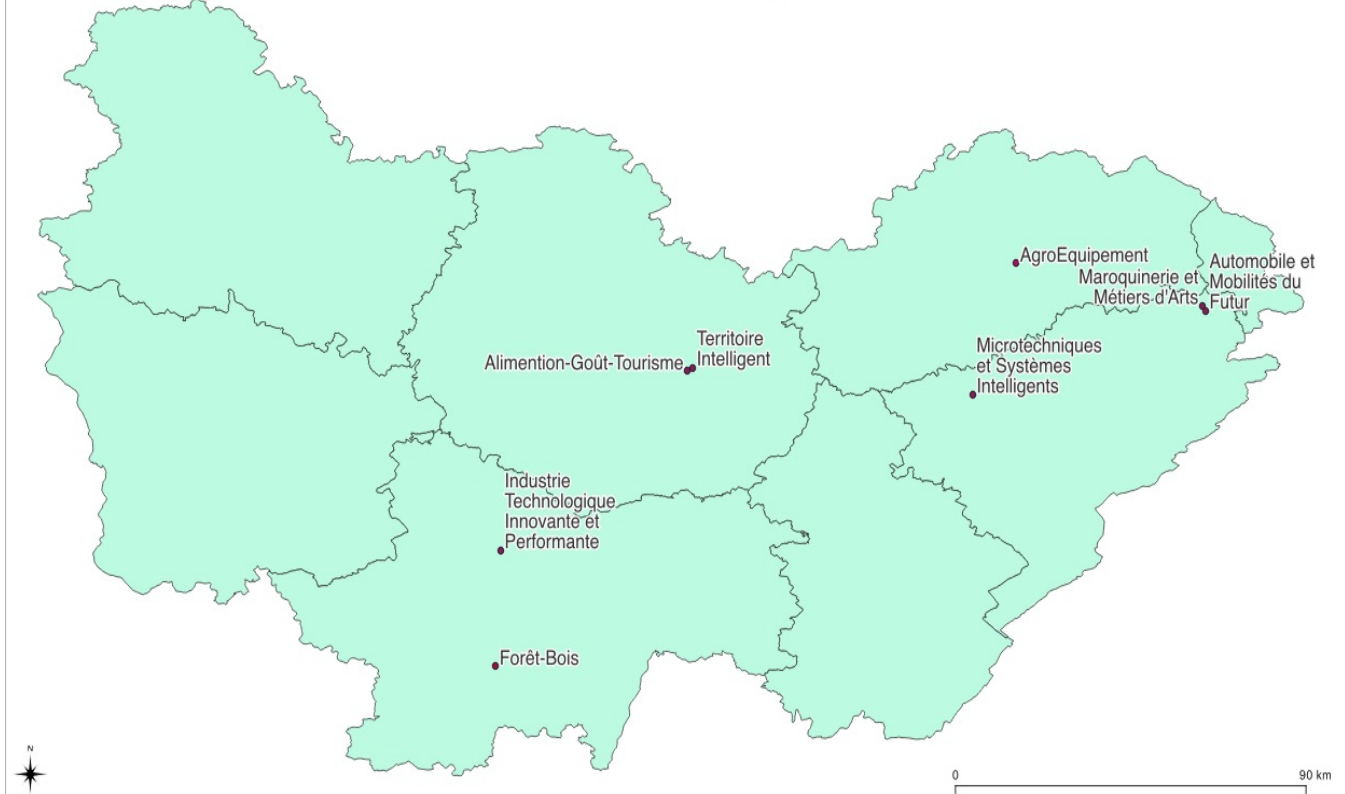 AgroEquipement
Automobile et
Mobilités du
Futur
Maroquinerie et
Métiers d'Arts
Territoire
Intelligent
Alimention-Goût-Tourisme
Microtechniques
et Systèmes
Intelligents
Industrie
Technologique
Innovante et
Performante
Forêt-Bois
N
0
90 km